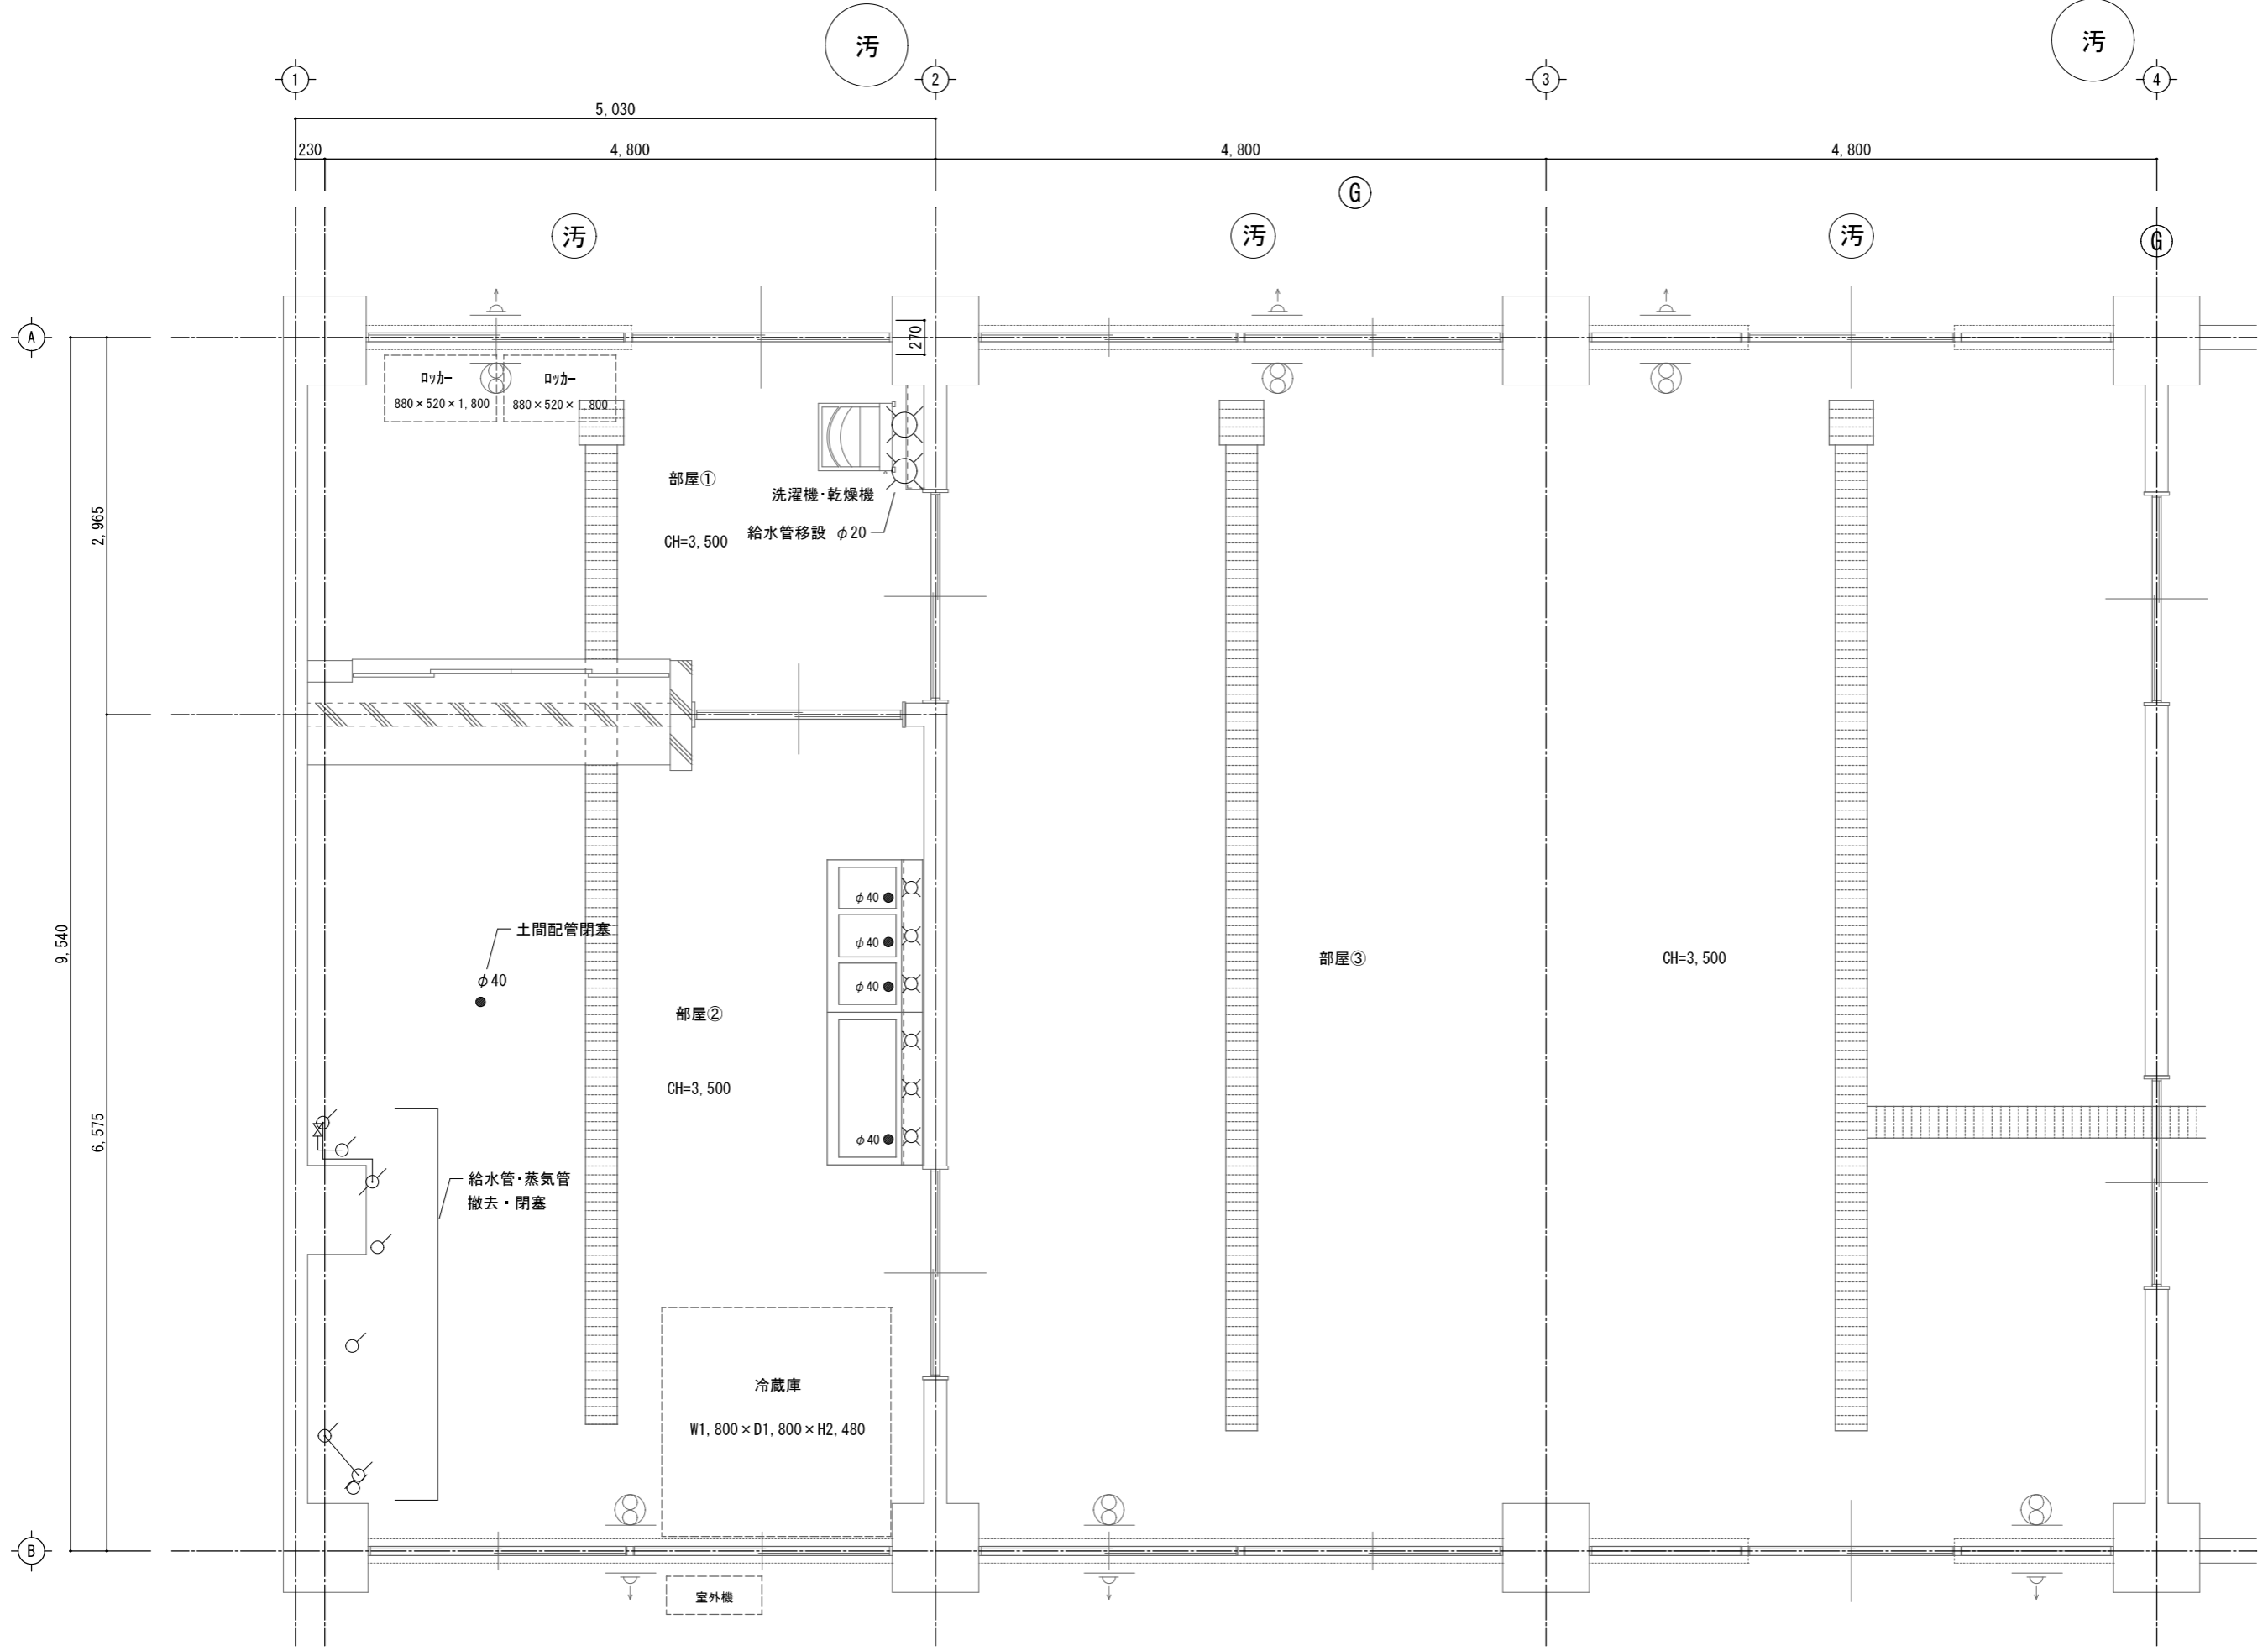 汚
汚
1
2
3
4
5,030
230
4,800
4,800
4,800
G
汚
汚
汚
G
A
270
ロッカー
880×520×1,800
ロッカー
880×520×1,800
部屋①
洗濯機・乾燥機
給水管移設 φ20
CH=3,500
2,965
φ40
土間配管閉塞
φ40
9,540
φ40
部屋③
CH=3,500
φ40
φ40
部屋②
CH=3,500
6,575
φ40
給水管・蒸気管
撤去・閉塞
冷蔵庫
W1,800×D1,800×H2,480
B
室外機